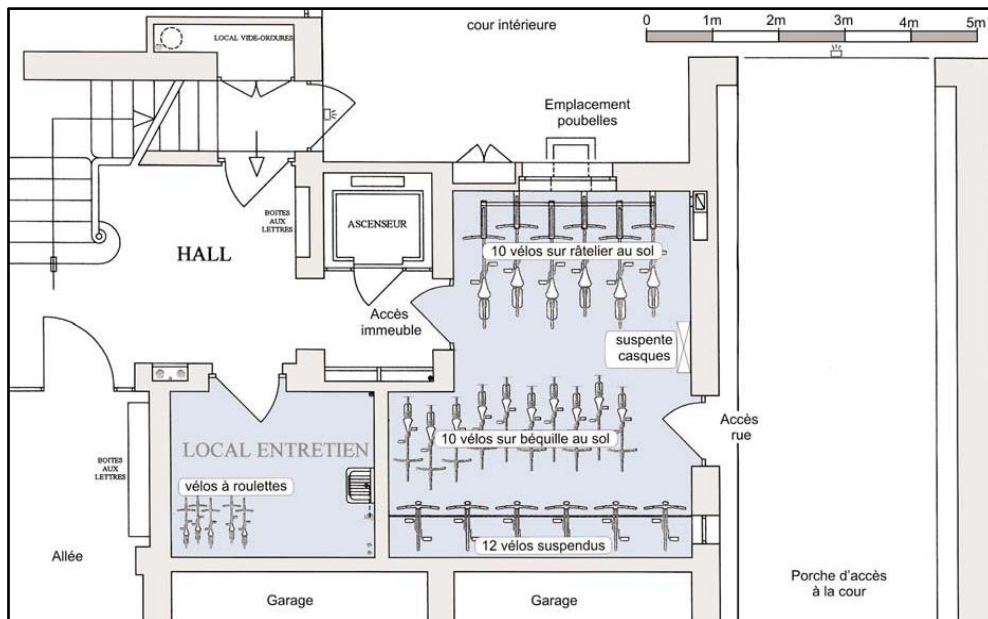 cour intérieure
0 1m 2m 3m 4m 5m
LOCAL VIDE-ORDURES
Emplacement
poubelles
BOITES
AUX
LETTRES
ASCENSEUR
HALL
10 vélos sur râtelier au sol
Accès
immeuble
suspente
casques
Accès
rue
10 vélos sur béquille au sol
LOCAL ENTRETIEN
BOITES
AUX
LETTRES
vélos à roulettes
12 vélos suspendus
Allée
Garage
Garage
Porche d'accès
à la cour